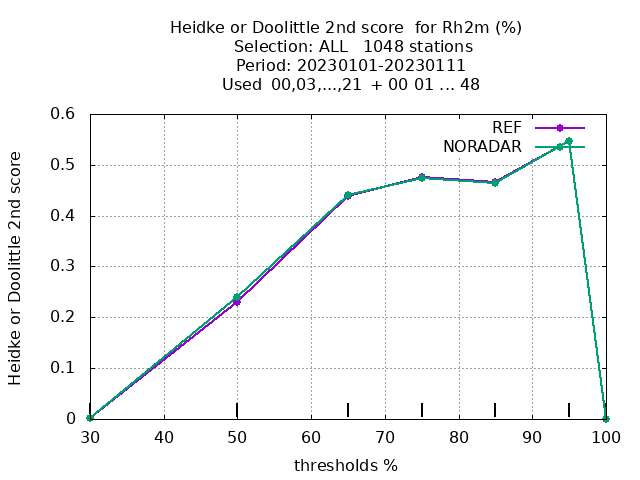 Heidke or Doolittle 2nd score  for Rh2m (%)
Selection: ALL   1048 stations
Period: 20230101-20230111
Used  00,03,...,21  + 00 01 ... 48
0.6
0.5
0.4
0.3
0.2
0.1
0
Heidke or Doolittle 2nd score
REF
NORADAR
30 40 50 60 70 80 90 100
thresholds %